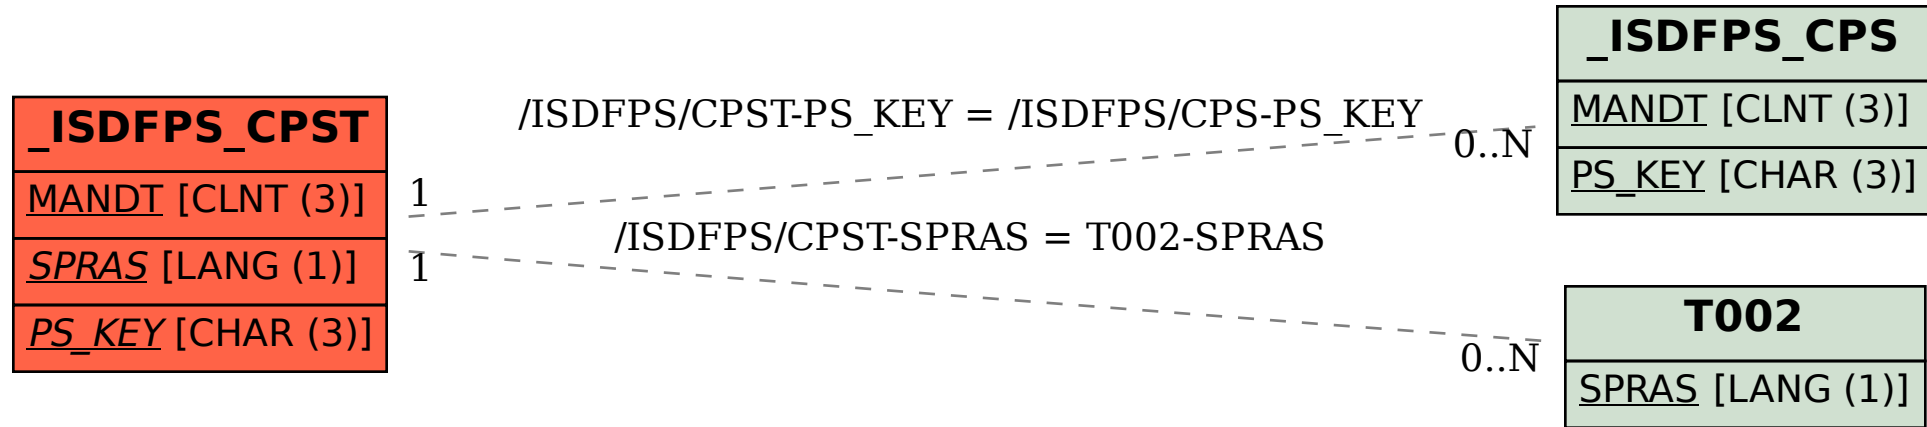 _ISDFPS_CPST
MANDT [CLNT (3)]
SPRAS [LANG (1)]
PS_KEY [CHAR (3)]
/ISDFPS/CPST-PS_KEY = /ISDFPS/CPS-PS_KEY
1
0..N
/ISDFPS/CPST-SPRAS = T002-SPRAS
1
0..N
_ISDFPS_CPS
MANDT [CLNT (3)]
PS_KEY [CHAR (3)]
T002
SPRAS [LANG (1)]